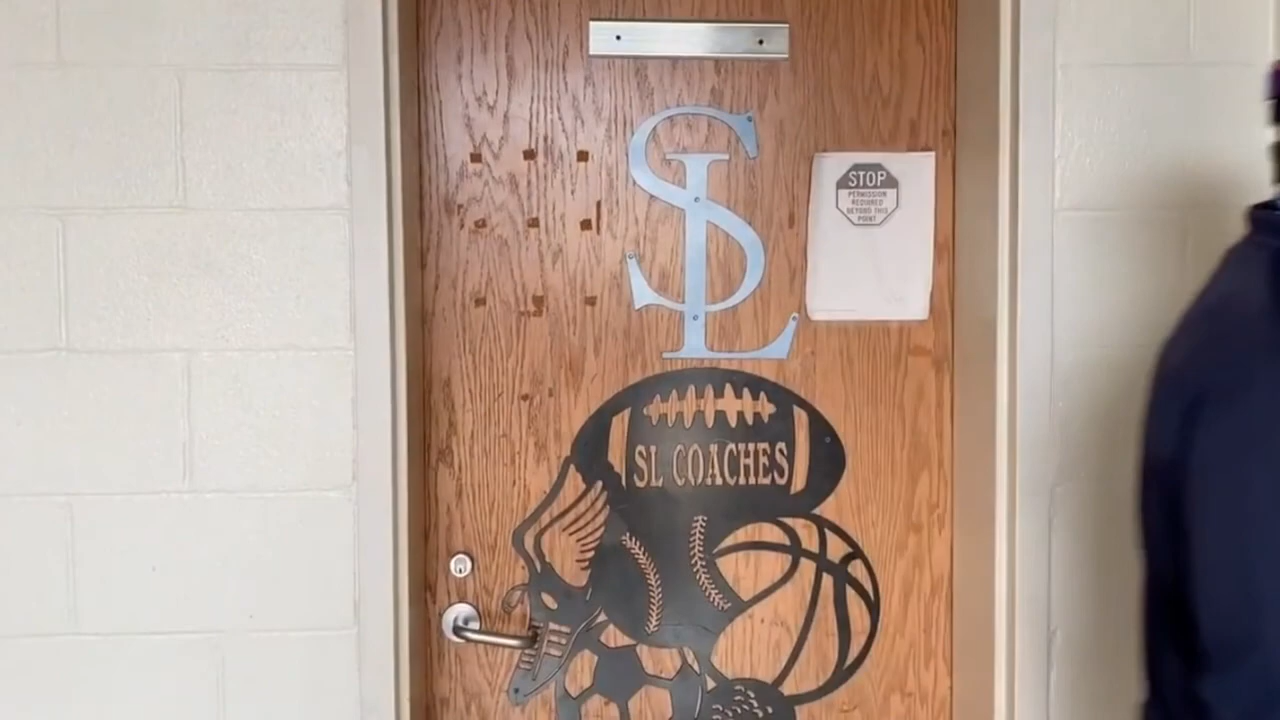 SL
STOP
PERMISSION
REQUIRED
BEYOND THIS
POINT
SL COACHES